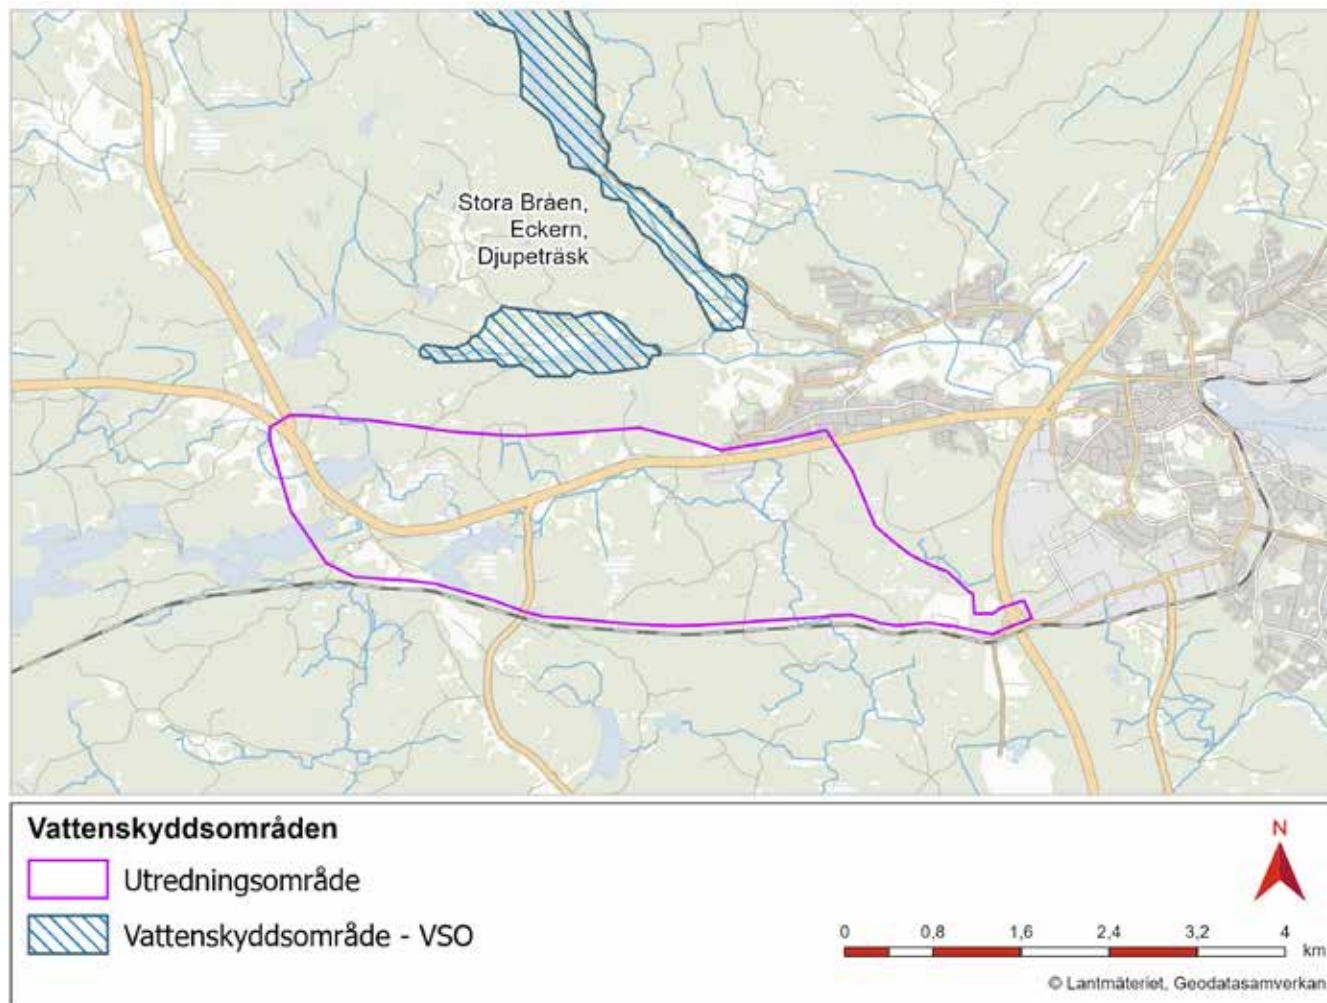 Stora Bråen,
Eckern,
Djupeträsk
Vattenskyddsområden
Utredningsområde
Vattenskyddsområde - VSO
N
0 0,8 1,6 2,4 3,2 4
km
© Lantmäteriet, Geodatasamverkan